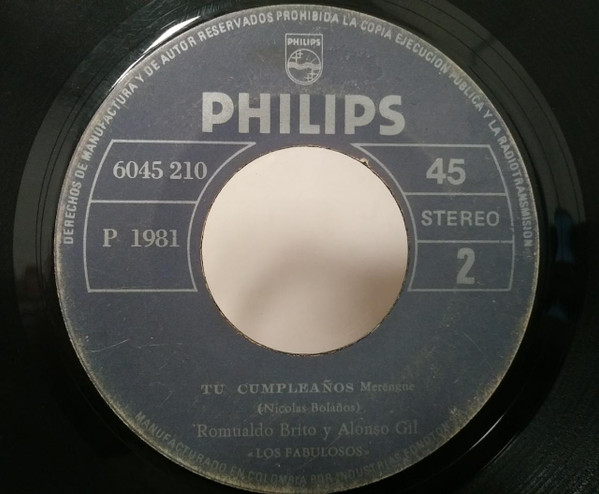 DERECHOS DE MANUFACTURA Y DE AUTOR RESERVADOS PROHIBIDA LA COPIA EJECUCION PUBLICA Y LA RADIOTRANSMISION
PHILIPS
PHILIPS
6045 210
45
P 1981
STEREO
2
TU CUMPLEAÑOS Merengue
(Nicolas Bolaños)
Romualdo Brito y Alonso Gil
«LOS FABULOSOS»
MANUFACTURADO EN COLOMBIA POR INDUSTRIAS